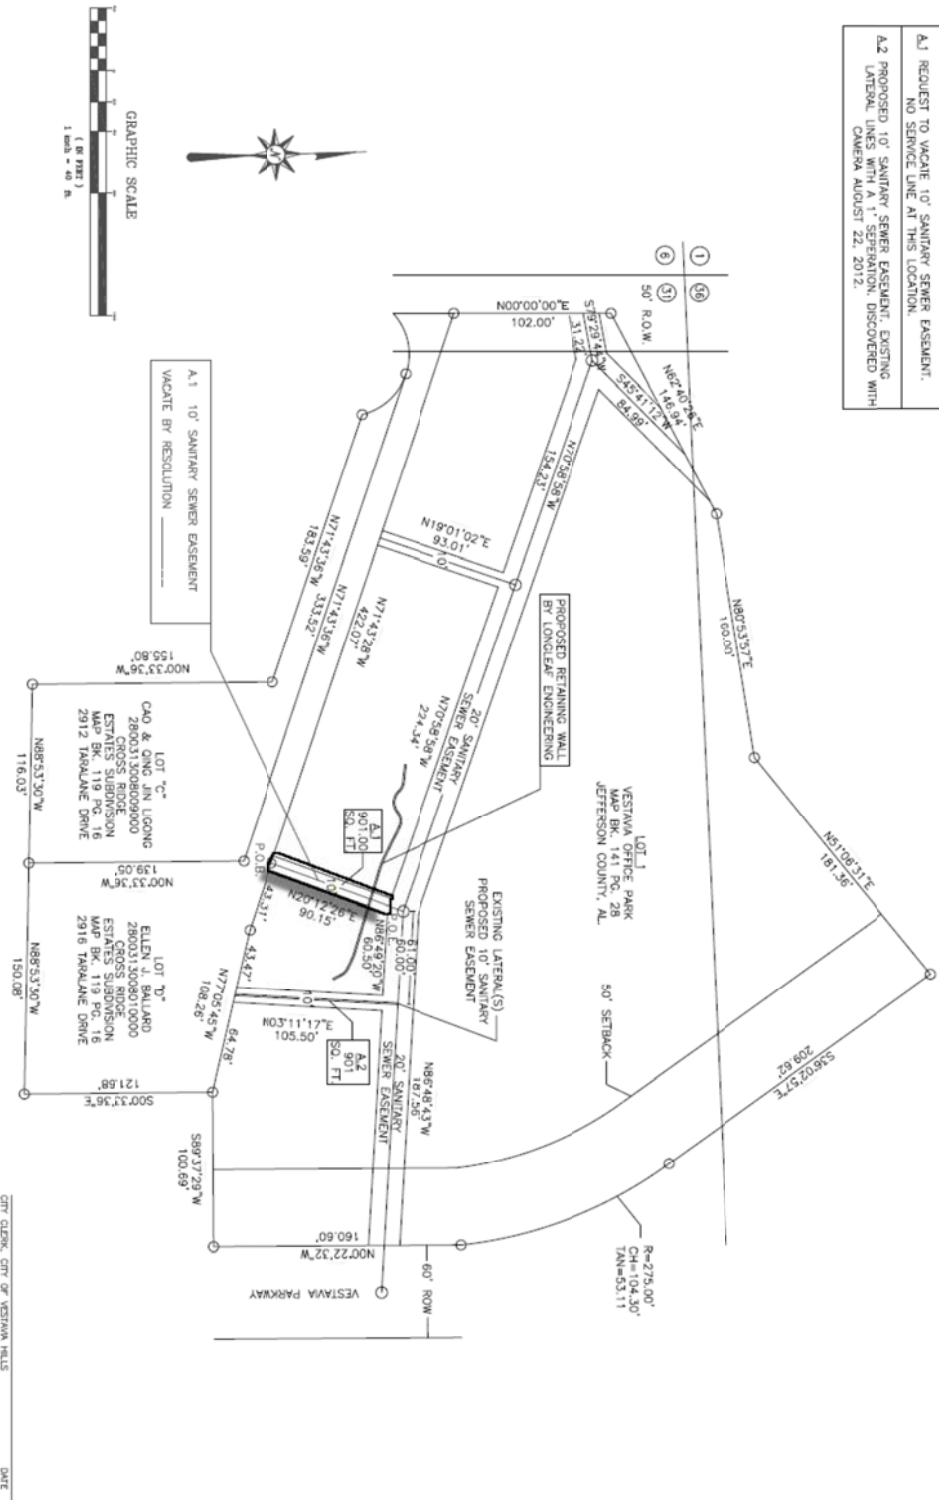 A.1 REQUEST TO VACATE 10' SANITARY SEWER EASEMENT.
NO SERVICE LINE AT THIS LOCATION.
A.2 PROPOSED 10' SANITARY SEWER EASEMENT, EXISTING
LATERAL LINES WITH A 1' SEPERATION, DISCOVERED WITH
CAMERA AUGUST 22, 2012.
GRAPHIC SCALE
( IN FEET )
1 inch = 40 ft.
N
1
36
6
31
50' R.O.W.
N00°00'00"E
102.00'
S79°29'44"W
31.22'
N62°40'26"E
146.94'
S45°41'12"W
84.99'
N70°58'58"W
154.23'
N19°01'02"E
93.01'
10'
N80°53'57"E
160.00'
N51°06'31"E
181.36'
S36°02'57"E
209.62'
R=275.00'
CH=104.30'
TAN=53.11
50' SETBACK
LOT 1
VESTAVIA OFFICE PARK
MAP BK. 141 PG. 28
JEFFERSON COUNTY, AL.
PROPOSED RETAINING WALL
BY LONGLEAF ENGINEERING
20' SANITARY
SEWER EASEMENT
N70°58'58"W
224.34'
N71°43'28"W
422.07'
N71°43'36"W 333.52'
N71°43'36"W
183.59'
A.1 10' SANITARY SEWER EASEMENT
VACATE BY RESOLUTION ______
A.1
901.00
SQ. FT
10'
N20°12'26"E
90.15'
P.O.B.
P.O.E.
N86°49'20"W
60.50'
61.00'
60.00'
EXISTING LATERAL(S)
PROPOSED 10' SANITARY
SEWER EASEMENT
43.31'
43.47'
64.78'
N77°05'45"W
108.26'
10'
N03°11'17"E
105.50'
A.2
901
SQ. FT.
N86°48'43"W
187.56'
20' SANITARY
SEWER EASEMENT
N00°33'36"W
155.80'
LOT "C"
CAO & QING JIN LIGONG
2800313008009000
CROSS RIDGE
ESTATES SUBDIVISION
MAP BK. 119 PG. 16
2912 TARALANE DRIVE
N88°53'30"W
116.03'
N00°33'36"W
139.05'
LOT "D"
ELLEN J. BALLARD
2800313008010000
CROSS RIDGE
ESTATES SUBDIVISION
MAP BK. 119 PG. 16
2916 TARALANE DRIVE
N88°53'30"W
150.08'
S00°33'36"E
121.68'
S89°37'29"W
100.69'
N00°22'32"W
160.60'
60' ROW
VESTAVIA PARKWAY
CITY CLERK, CITY OF VESTAVIA HILLS
DATE